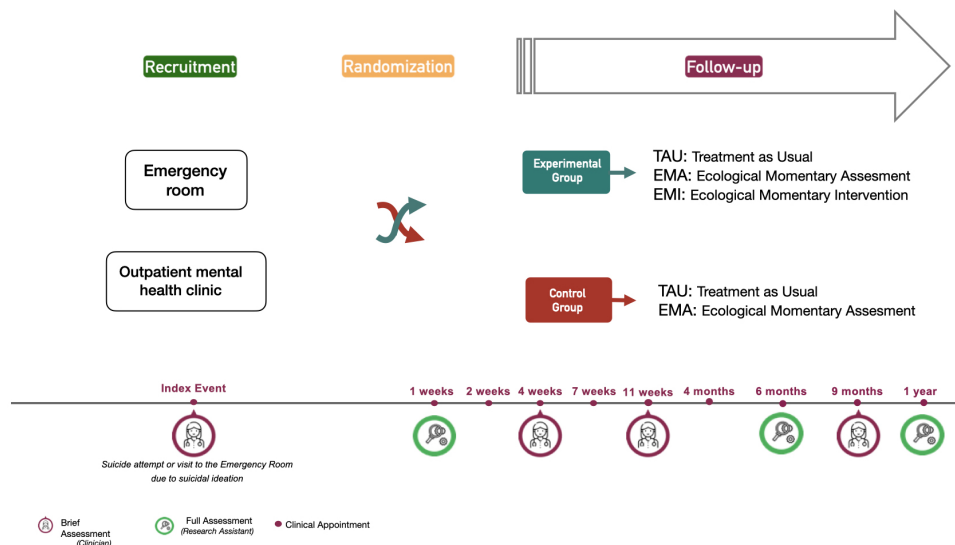 Recruitment
Randomization
Follow-up
Emergency
room
Outpatient mental
health clinic
Experimental
Group
TAU: Treatment as Usual
EMA: Ecological Momentary Assesment
EMI: Ecological Momentary Intervention
Control
Group
TAU: Treatment as Usual
EMA: Ecological Momentary Assesment
Index Event
1 weeks
2 weeks
4 weeks
7 weeks
11 weeks
4 months
6 months
9 months
1 year
Suicide attempt or visit to the Emergency Room
due to suicidal ideation
Brief
Assessment
(Clinician)
Full Assessment
(Research Assistant)
Clinical Appointment